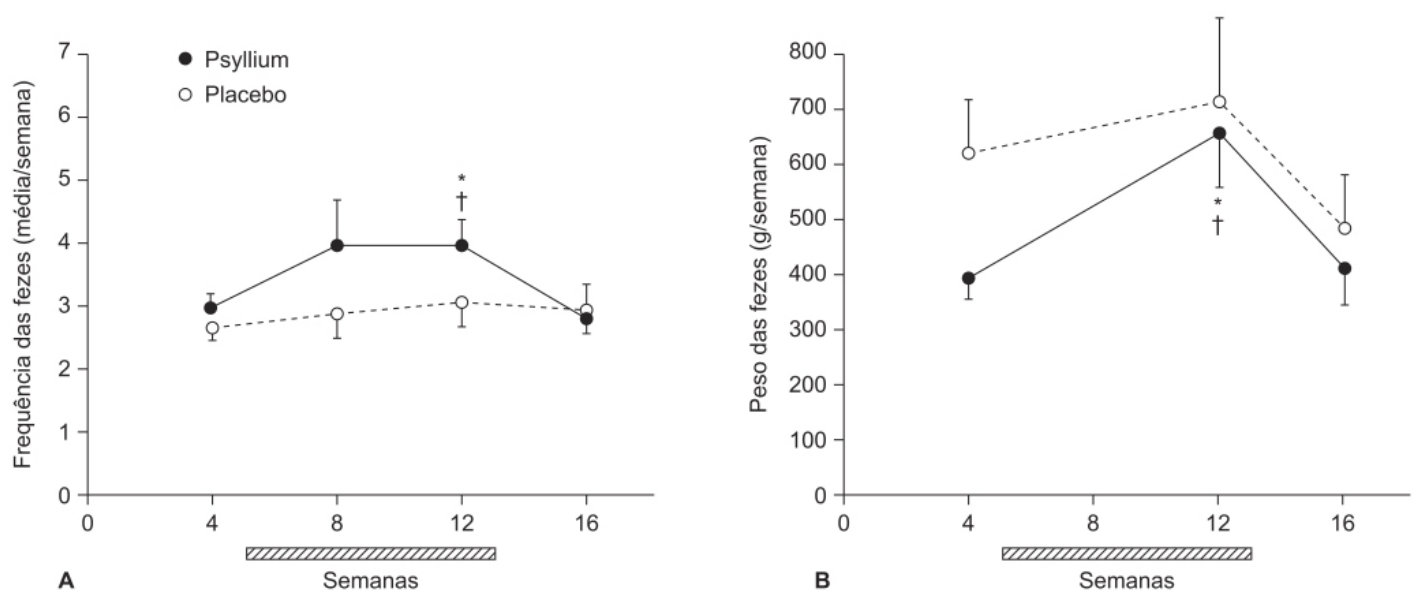 Psyllium
Placebo
Frequência das fezes (média/semana)
7
6
5
4
3
2
1
0
*
†
0 4 8 12 16
Semanas
A
Peso das fezes (g/semana)
800
700
600
500
400
300
200
100
0
*
†
0 4 8 12 16
Semanas
B